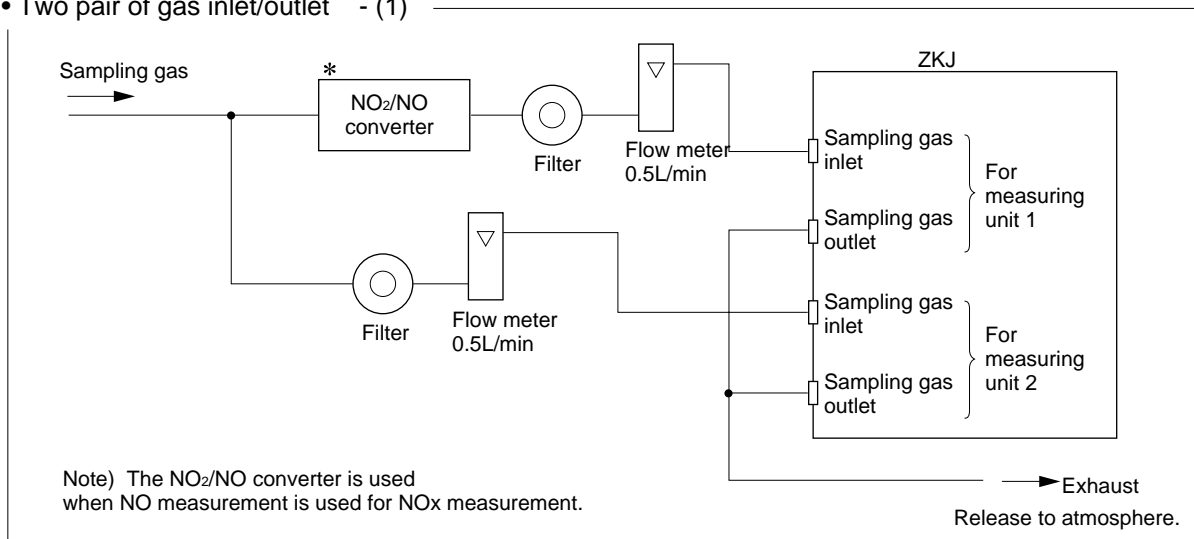 • Two pair of gas inlet/outlet - (1)
Sampling gas
*
NO2/NO
converter
Filter
Flow meter
0.5L/min
ZKJ
Sampling gas
inlet
For
measuring
unit 1
Sampling gas
outlet
Filter
Flow meter
0.5L/min
Sampling gas
inlet
For
measuring
unit 2
Sampling gas
outlet
Note) The NO2/NO converter is used
when NO measurement is used for NOx measurement.
Exhaust
Release to atmosphere.